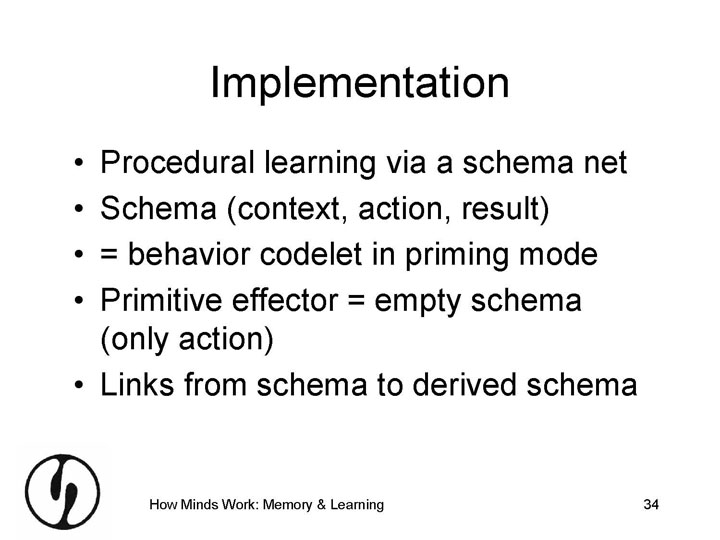 Implementation
• Procedural learning via a schema net
• Schema (context, action, result)
• = behavior codelet in priming mode
• Primitive effector = empty schema
(only action)
• Links from schema to derived schema
How Minds Work: Memory & Learning
34